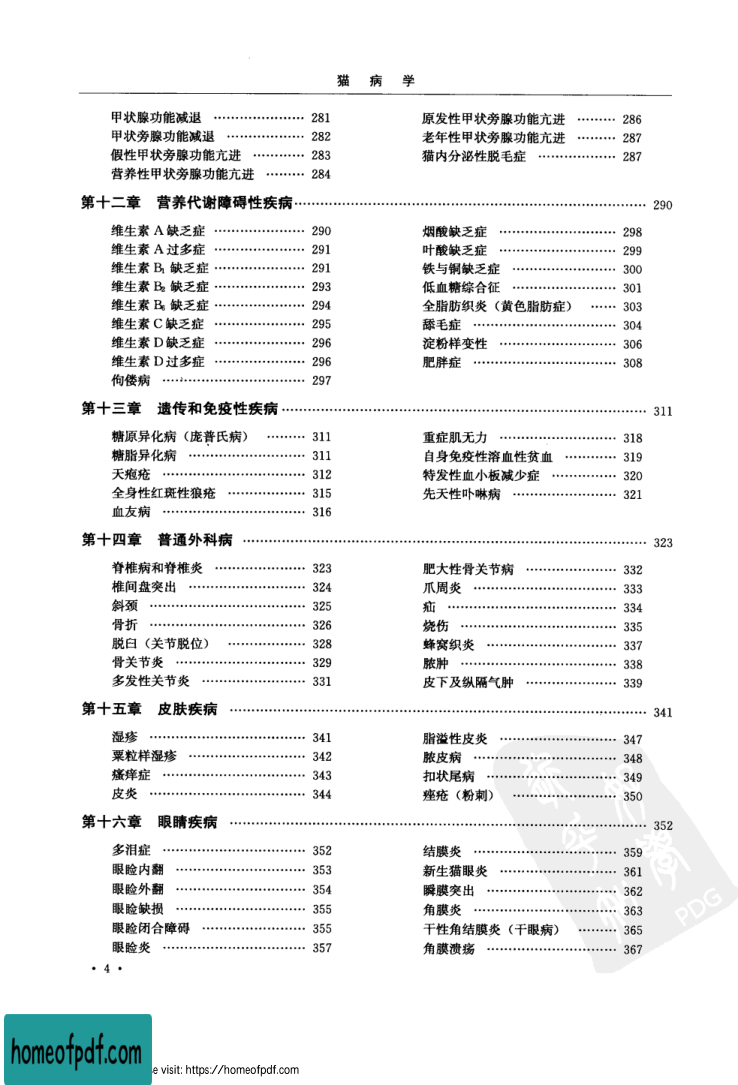 猫 病 学
甲状腺功能减退 ………………… 281
甲状旁腺功能减退 ……………… 282
假性甲状旁腺功能亢进 ………… 283
营养性甲状旁腺功能亢进 ……… 284
原发性甲状旁腺功能亢进 ……… 286
老年性甲状旁腺功能亢进 ……… 287
猫内分泌性脱毛症 ……………… 287
第十二章 营养代谢障碍性疾病 …………………… 290
维生素 A 缺乏症 ………………… 290
维生素 A 过多症 ………………… 291
维生素 B₁ 缺乏症 ………………… 291
维生素 B₂ 缺乏症 ………………… 293
维生素 B₆ 缺乏症 ………………… 294
维生素 C 缺乏症 ………………… 295
维生素 D 缺乏症 ………………… 296
维生素 D 过多症 ………………… 296
佝偻病 …………………………… 297
烟酸缺乏症 ……………………… 298
叶酸缺乏症 ……………………… 299
铁与铜缺乏症 …………………… 300
低血糖综合征 …………………… 301
全脂肪织炎（黄色脂肪症） …… 303
舔毛症 …………………………… 304
淀粉样变性 ……………………… 306
肥胖症 …………………………… 308
第十三章 遗传和免疫性疾病 …………………… 311
糖原异化病（庞普氏病） ……… 311
糖脂异化病 ……………………… 311
天疱疮 …………………………… 312
全身性红斑性狼疮 ……………… 315
血友病 …………………………… 316
重症肌无力 ……………………… 318
自身免疫性溶血性贫血 ………… 319
特发性血小板减少症 …………… 320
先天性卟啉病 …………………… 321
第十四章 普通外科病 …………………… 323
脊椎病和脊椎炎 ………………… 323
椎间盘突出 ……………………… 324
斜颈 ……………………………… 325
骨折 ……………………………… 326
脱臼（关节脱位） ……………… 328
骨关节炎 ………………………… 329
多发性关节炎 …………………… 331
肥大性骨关节病 ………………… 332
爪周炎 …………………………… 333
疝 ………………………………… 334
烧伤 ……………………………… 335
蜂窝织炎 ………………………… 337
脓肿 ……………………………… 338
皮下及纵隔气肿 ………………… 339
第十五章 皮肤疾病 …………………… 341
湿疹 ……………………………… 341
粟粒样湿疹 ……………………… 342
瘙痒症 …………………………… 343
皮炎 ……………………………… 344
脂溢性皮炎 ……………………… 347
脓皮病 …………………………… 348
扣状尾病 ………………………… 349
痤疮（粉刺） …………………… 350
第十六章 眼睛疾病 …………………… 352
多泪症 …………………………… 352
眼睑内翻 ………………………… 353
眼睑外翻 ………………………… 354
眼睑缺损 ………………………… 355
眼睑闭合障碍 …………………… 355
眼睑炎 …………………………… 357
结膜炎 …………………………… 359
新生猫眼炎 ……………………… 361
瞬膜突出 ………………………… 362
角膜炎 …………………………… 363
干性角结膜炎（干眼病） ……… 365
角膜溃疡 ………………………… 367
PDG
· 4 ·
homeofpdf.com
e visit: https://homeofpdf.com